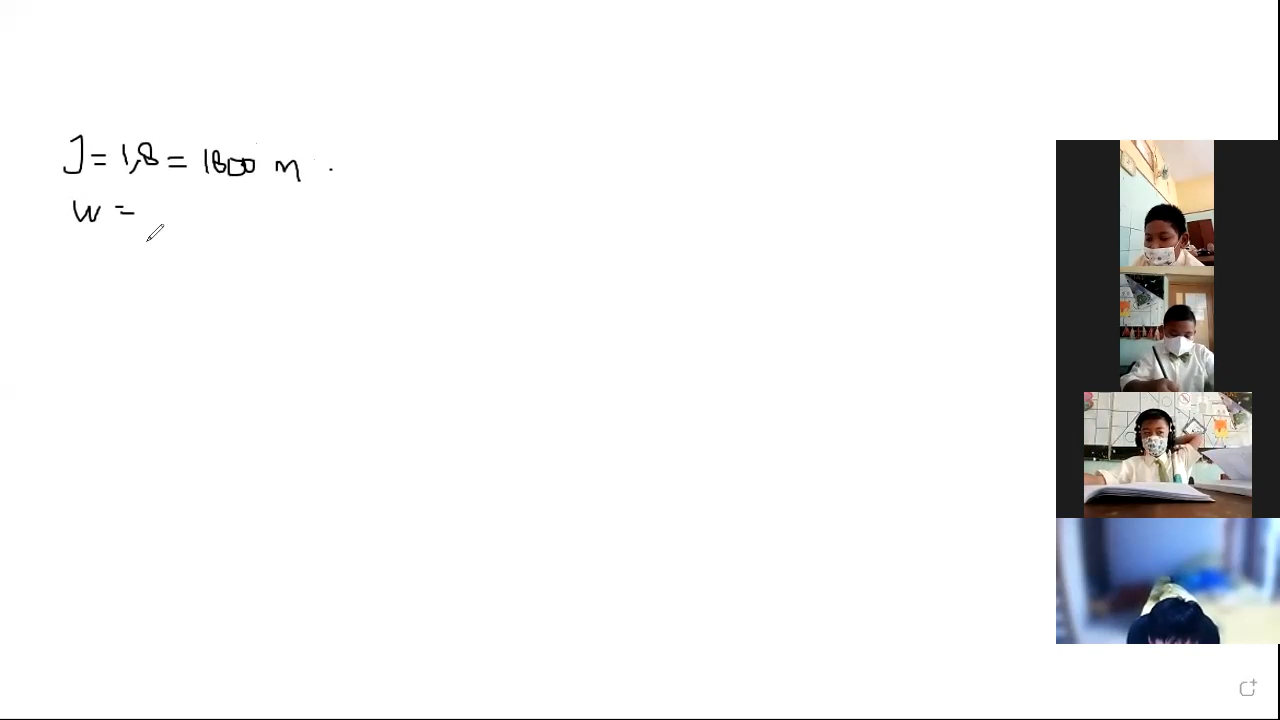 J = 1,8 = 1800 m
W =